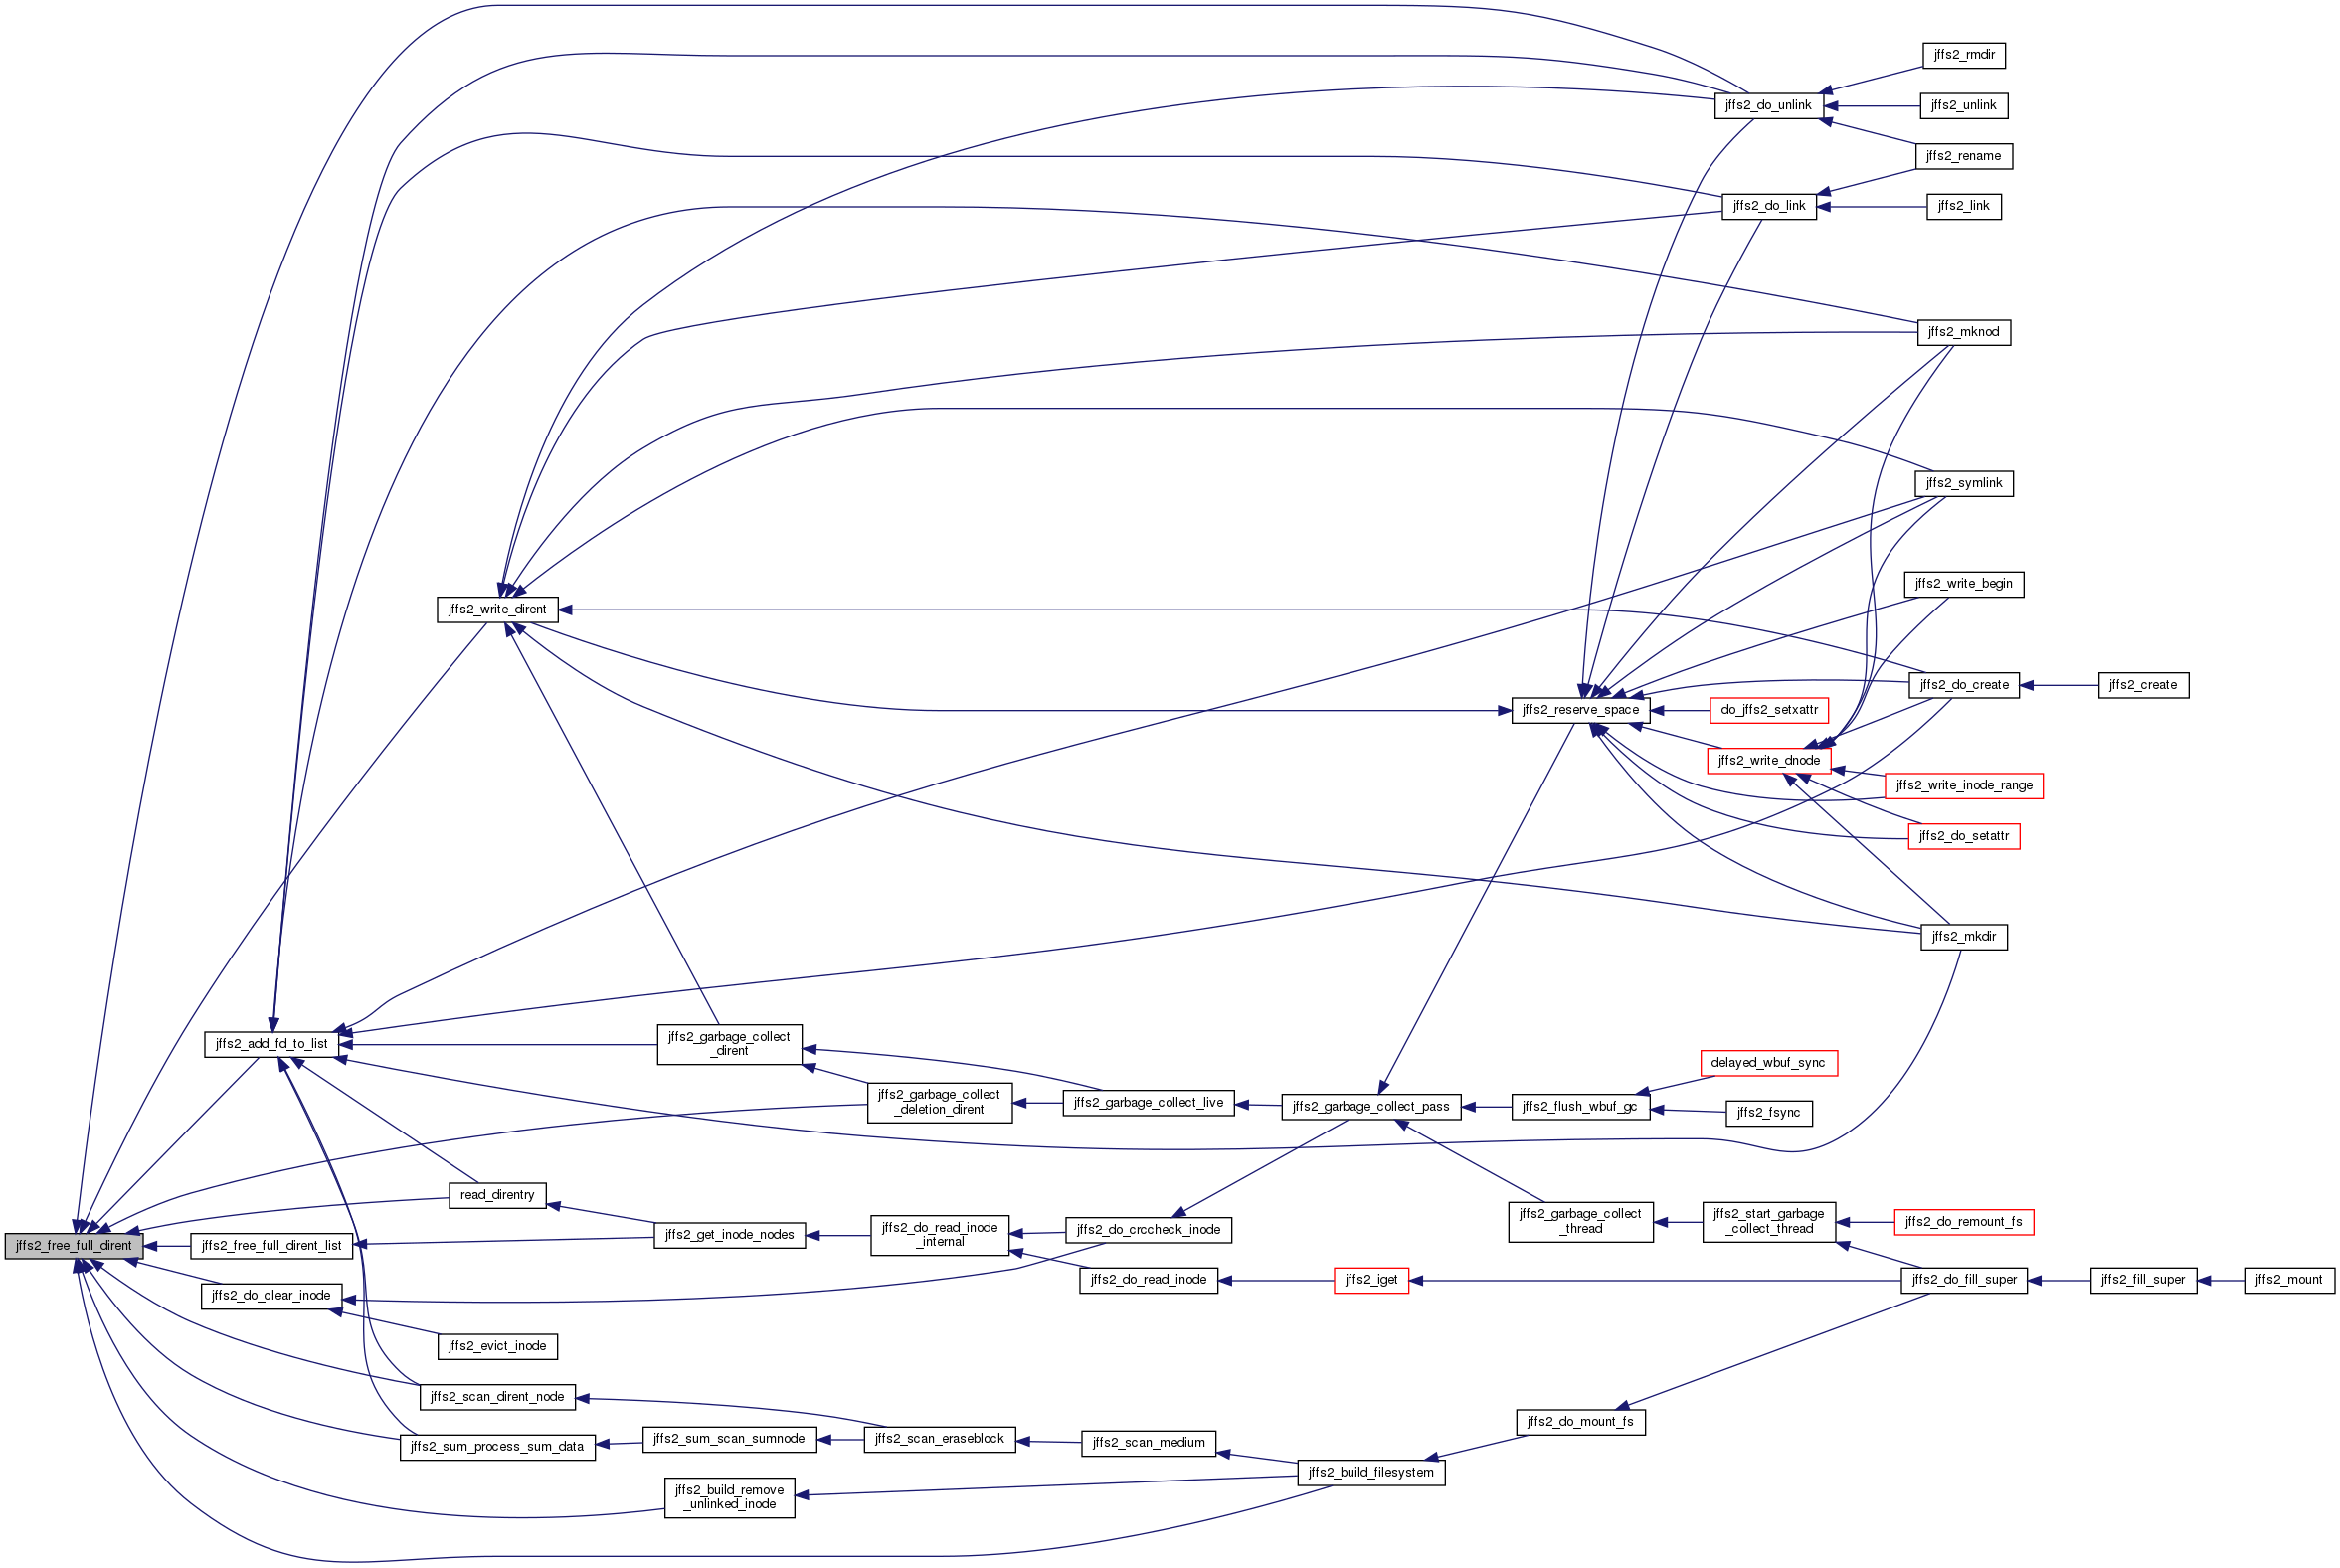 jffs2_rmdir
jffs2_do_unlink
jffs2_unlink
jffs2_rename
jffs2_do_link
jffs2_link
jffs2_mknod
jffs2_symlink
jffs2_write_begin
jffs2_write_dirent
jffs2_do_create
jffs2_create
jffs2_reserve_space
do_jffs2_setxattr
jffs2_write_dnode
jffs2_write_inode_range
jffs2_do_setattr
jffs2_mkdir
jffs2_add_fd_to_list
jffs2_garbage_collect
_dirent
delayed_wbuf_sync
jffs2_garbage_collect
_deletion_dirent
jffs2_garbage_collect_live
jffs2_garbage_collect_pass
jffs2_flush_wbuf_gc
jffs2_fsync
read_direntry
jffs2_free_full_dirent
jffs2_free_full_dirent_list
jffs2_get_inode_nodes
jffs2_do_read_inode
_internal
jffs2_do_crccheck_inode
jffs2_garbage_collect
_thread
jffs2_start_garbage
_collect_thread
jffs2_do_remount_fs
jffs2_do_clear_inode
jffs2_do_read_inode
jffs2_iget
jffs2_do_fill_super
jffs2_fill_super
jffs2_mount
jffs2_evict_inode
jffs2_scan_dirent_node
jffs2_do_mount_fs
jffs2_sum_process_sum_data
jffs2_sum_scan_sumnode
jffs2_scan_eraseblock
jffs2_scan_medium
jffs2_build_filesystem
jffs2_build_remove
_unlinked_inode